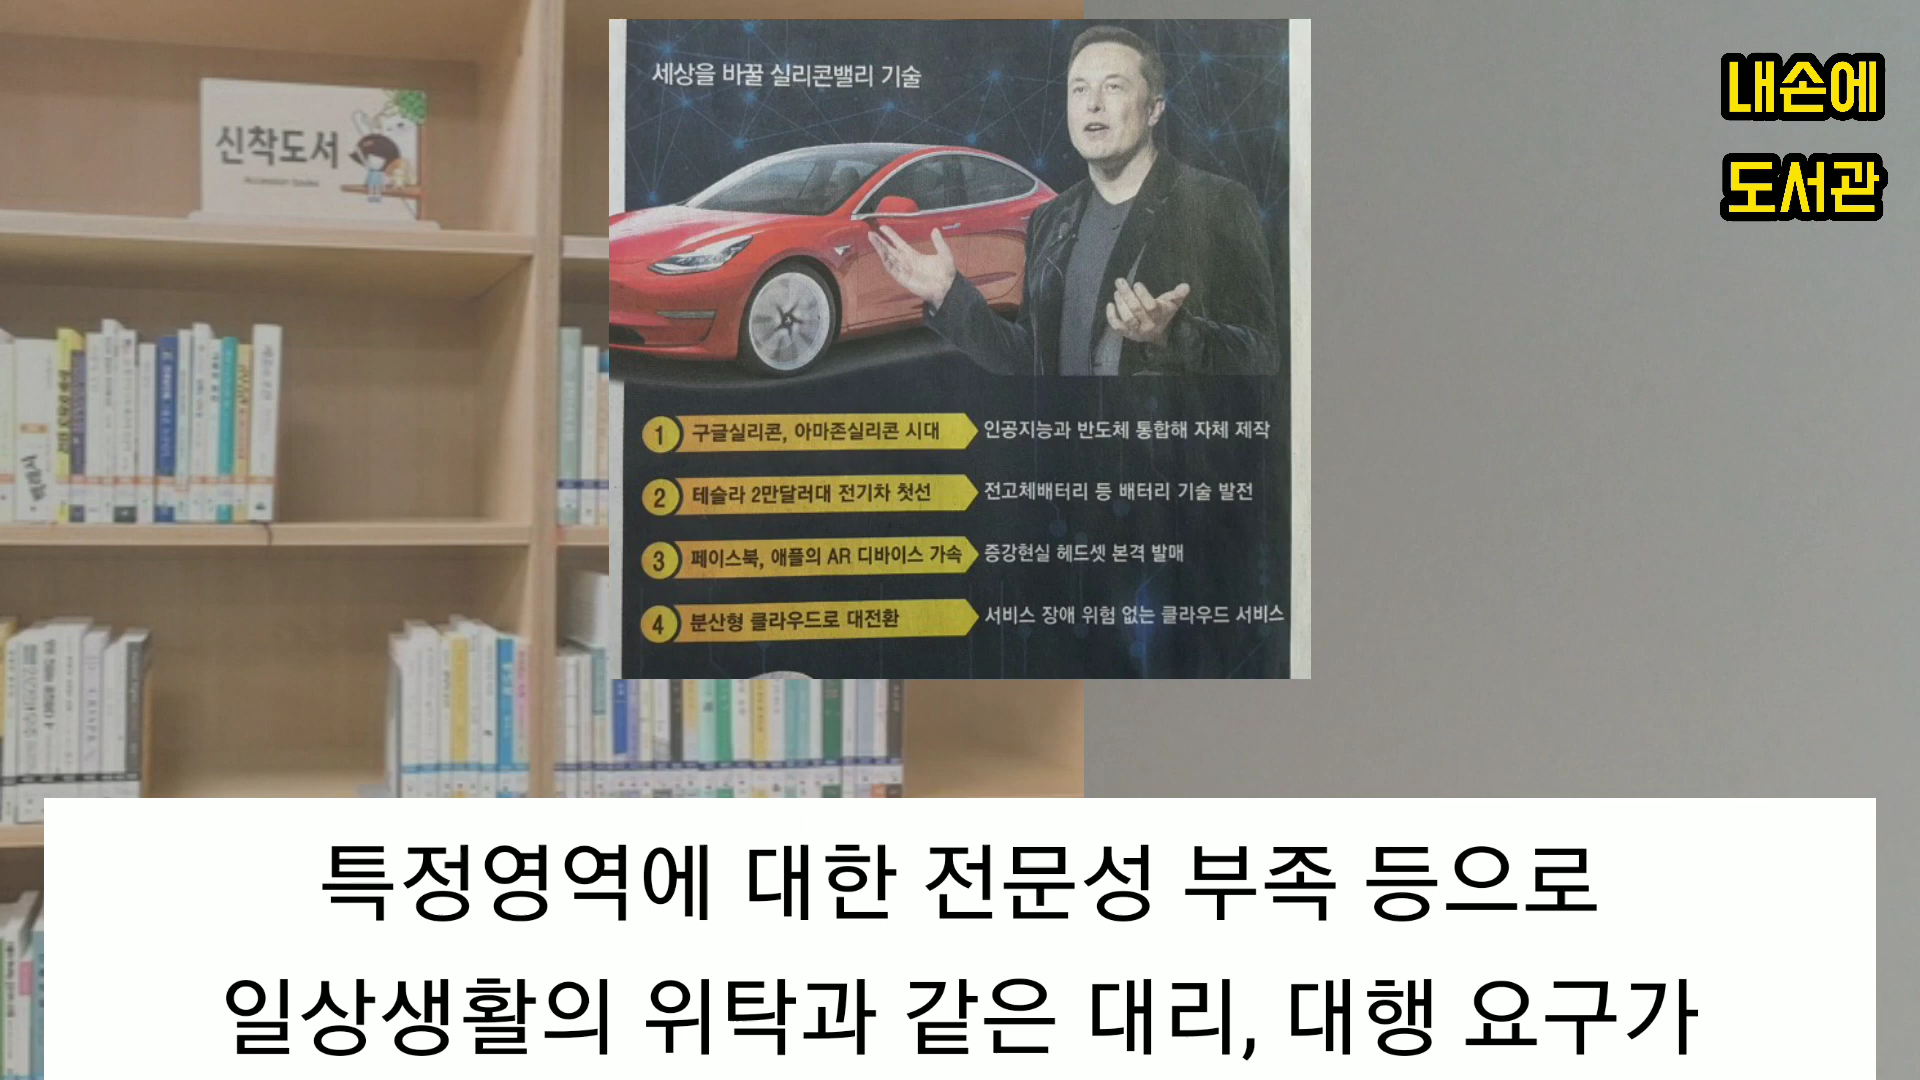 신착도서
세상을 바꿀 실리콘밸리 기술
내손에
도서관
1 구글실리콘, 아마존실리콘 시대 인공지능과 반도체 통합해 자체 제작
2 테슬라 2만달러대 전기차 첫선 전고체배터리 등 배터리 기술 발전
3 페이스북, 애플의 AR 디바이스 가속 증강현실 헤드셋 본격 발매
4 분산형 클라우드로 대전환 서비스 장애 위험 없는 클라우드 서비스
특정영역에 대한 전문성 부족 등으로
일상생활의 위탁과 같은 대리, 대행 요구가